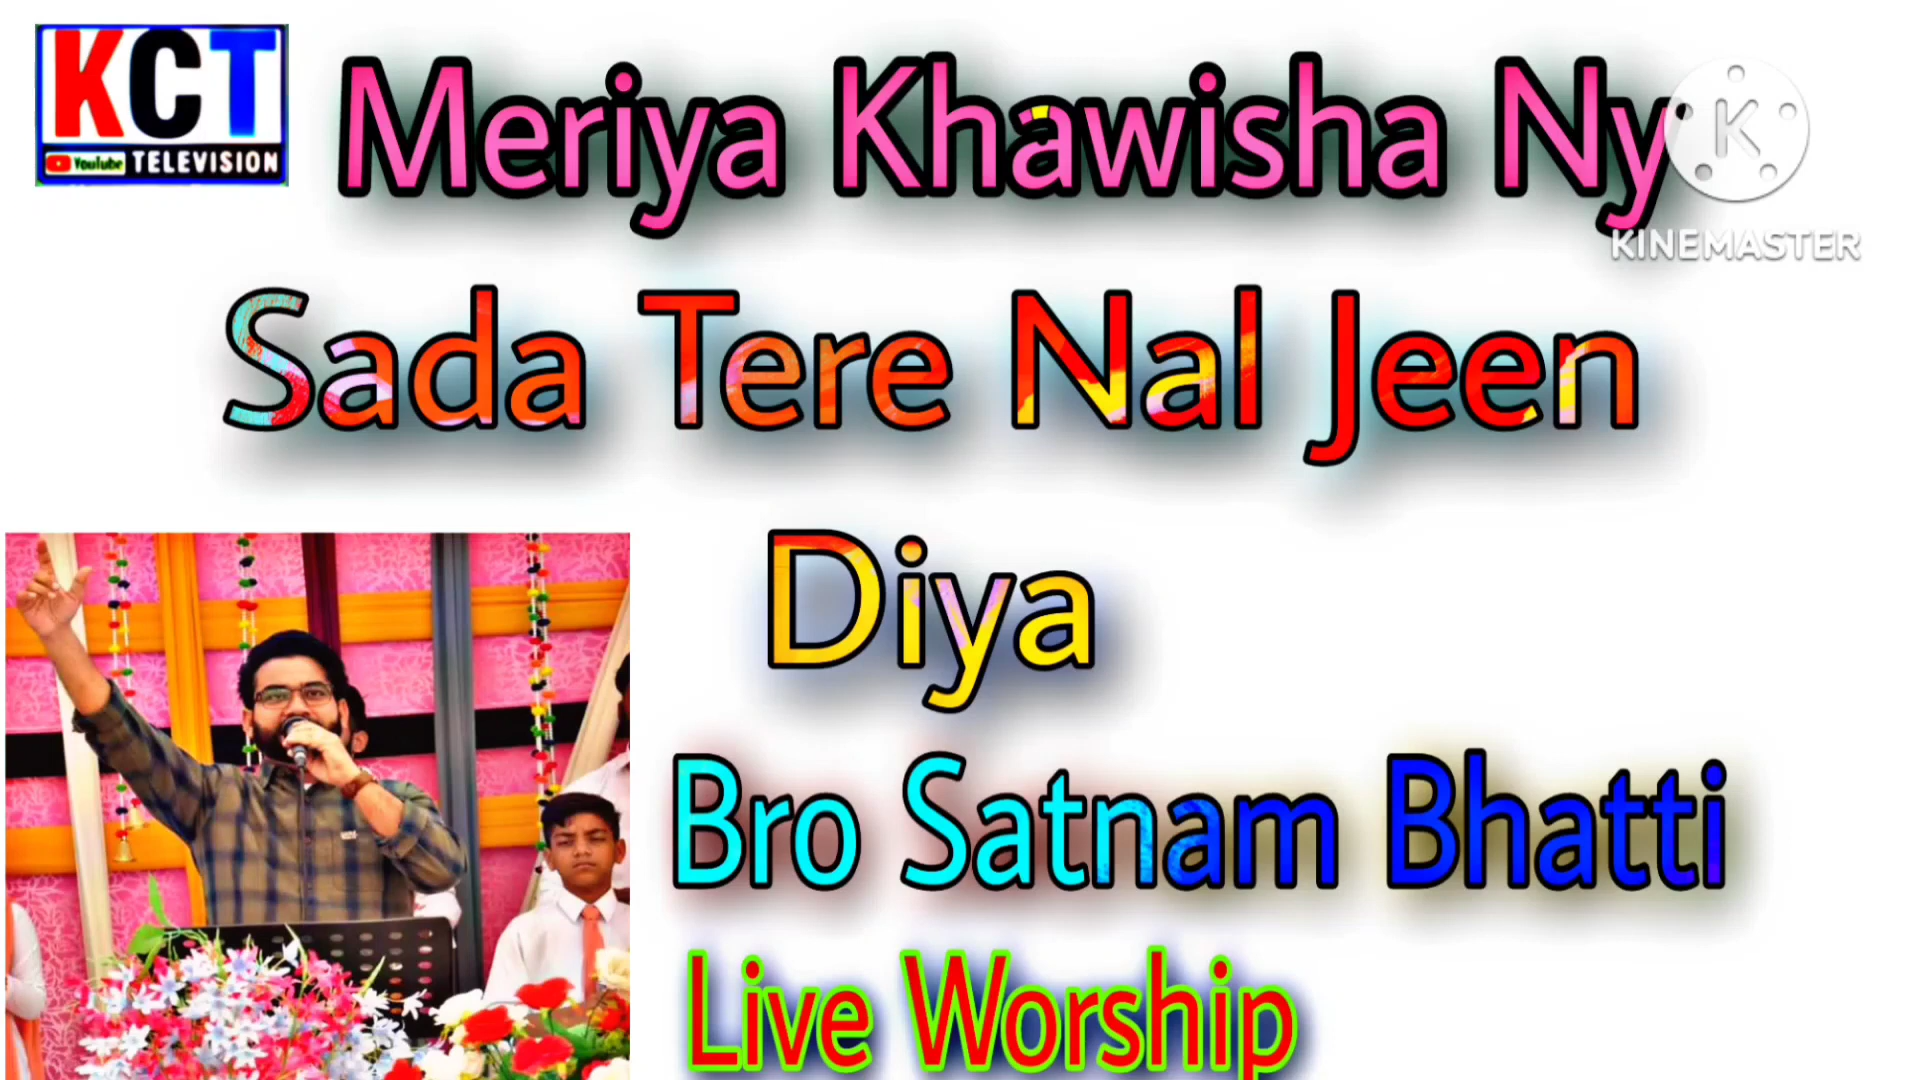 KCT
YouTube TELEVISION
Meriya Khawisha Ny
K
KINEMASTER
Sada Tere Nal Jeen
Diya
Bro Satnam Bhatti
Live Worship